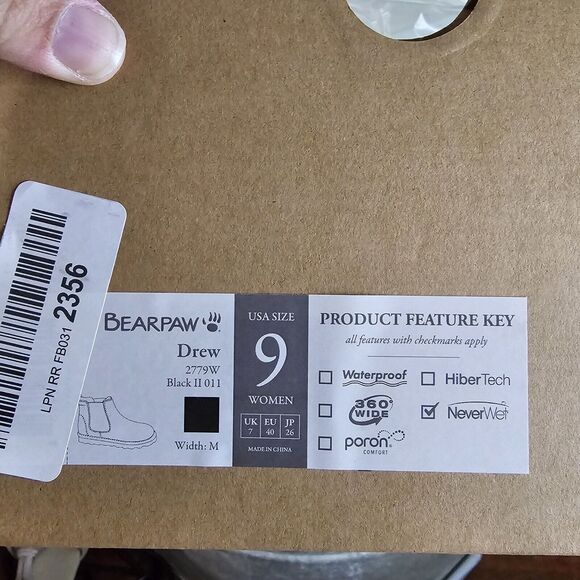 LPN RR FB031 2356
BEARPAW
Drew
2779W
Black II 011
Width: M
USA SIZE
9
WOMEN
UK EU JP
7 40 26
MADE IN CHINA
PRODUCT FEATURE KEY
all features with checkmarks apply
Waterproof
HiberTech
360°
WIDE
NeverWet
poron
COMFORT